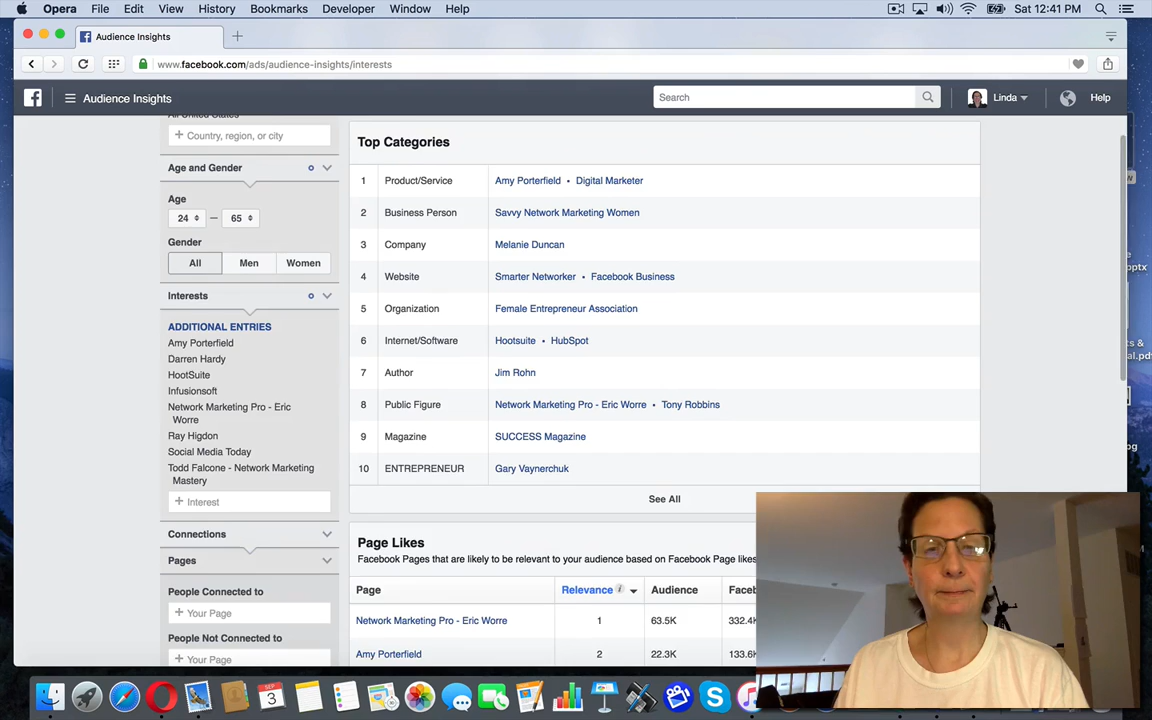 Opera File Edit View History Bookmarks Developer Window Help Sat 12:41 PM
Audience Insights
www.facebook.com/ads/audience-insights/interests
Audience Insights Search Linda Help
All United States
Country, region, or city
Age and Gender
Age
24 — 65
Gender
All Men Women
Interests
ADDITIONAL ENTRIES
Amy Porterfield
Darren Hardy
HootSuite
Infusionsoft
Network Marketing Pro - Eric
Worre
Ray Higdon
Social Media Today
Todd Falcone - Network Marketing
Mastery
+ Interest
Connections
Pages
People Connected to
+ Your Page
People Not Connected to
+ Your Page
Top Categories
1 Product/Service Amy Porterfield • Digital Marketer
2 Business Person Savvy Network Marketing Women
3 Company Melanie Duncan
4 Website Smarter Networker • Facebook Business
5 Organization Female Entrepreneur Association
6 Internet/Software Hootsuite • HubSpot
7 Author Jim Rohn
8 Public Figure Network Marketing Pro - Eric Worre • Tony Robbins
9 Magazine SUCCESS Magazine
10 ENTREPRENEUR Gary Vaynerchuk
See All
Page Likes
Facebook Pages that are likely to be relevant to your audience based on Facebook Page likes
Page Relevance Audience Faceb
Network Marketing Pro - Eric Worre 1 63.5K 332.4K
Amy Porterfield 2 22.3K 133.6K
pptx
SEP
3